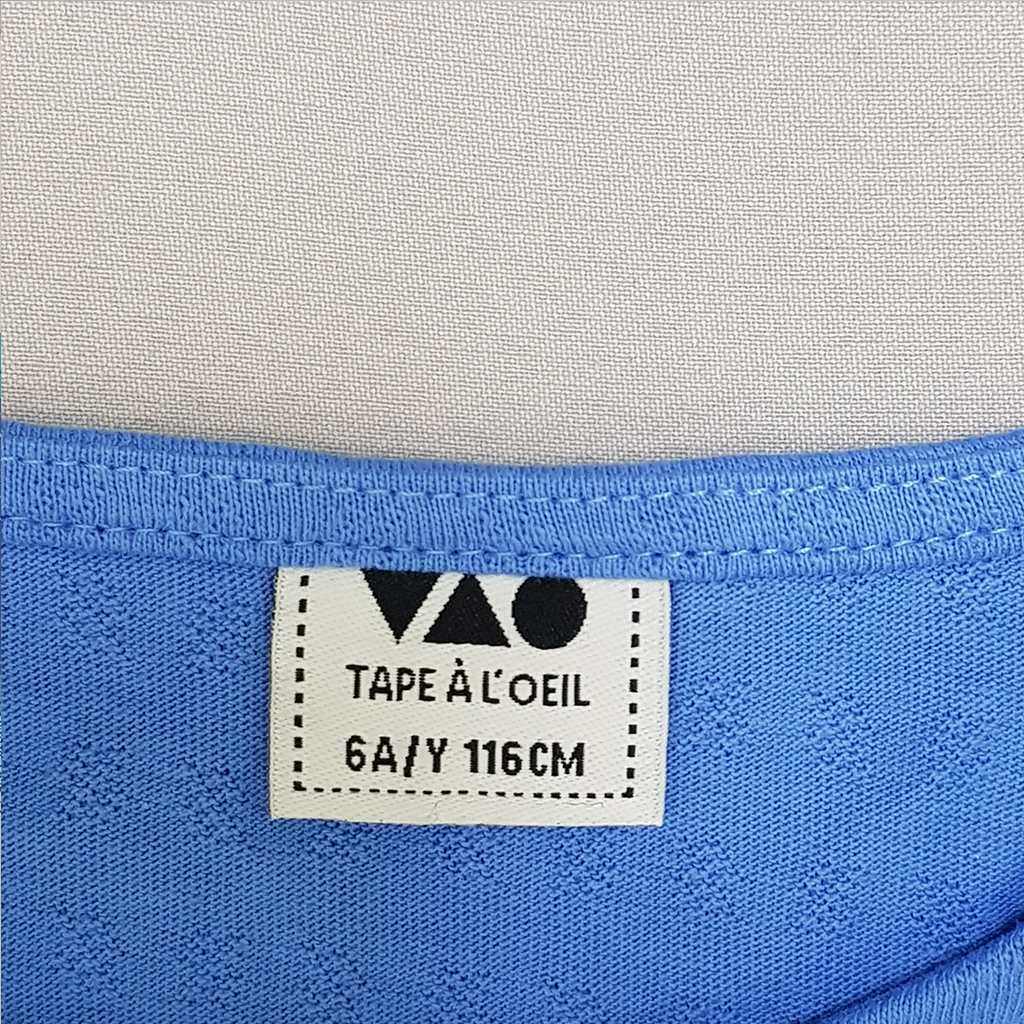 TAPE À L'OEIL
6A/Y 116CM